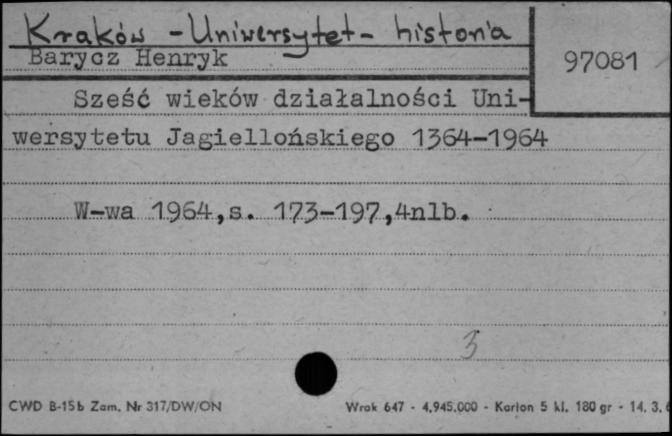 Kraków - Uniwersytet - historia
Barycz Henryk
97081
Sześć wieków działalności Uni-
wersytetu Jagiellońskiego 1364-1964
W-wa 1964,s. 173-197,4nlb.
3
CWD B-15b Zam. Nr 317/DW/ON
Wrak 647 - 4.945.000 - Karton 5 kl. 180 gr - 14. 3.